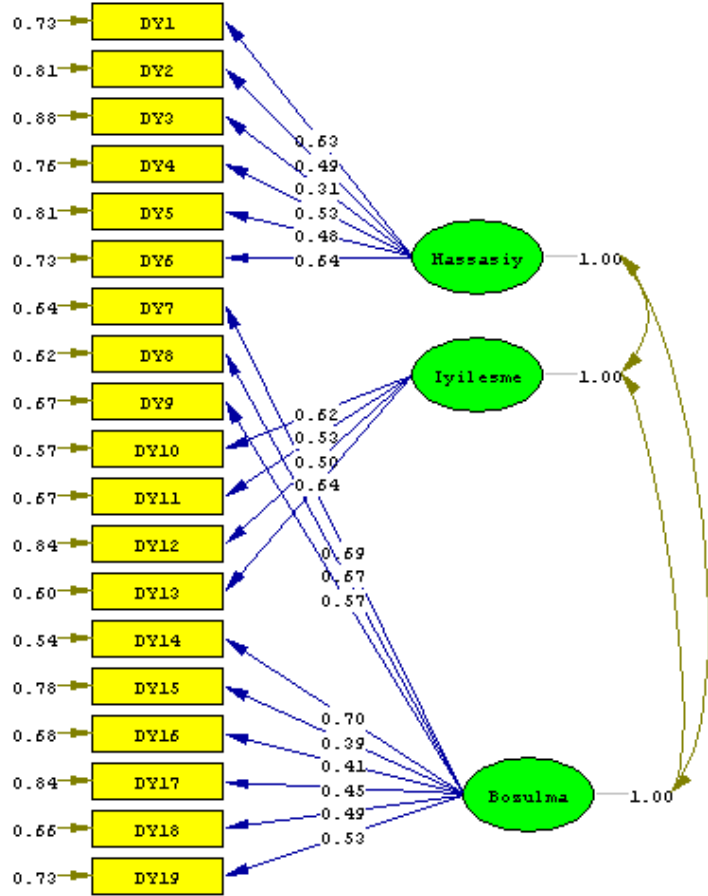 0.73 DY1
0.81 DY2
0.88 DY3
0.63
0.49
0.76 DY4
0.31
0.53
0.81 DY5
0.48
0.73 DY6 0.64 Hassasiy 1.00
0.64 DY7
0.62 DY8
Iyilesme 1.00
0.67 DY9
0.62
0.53
0.57 DY10
0.50
0.64
0.67 DY11
0.84 DY12
0.69
0.67
0.60 DY13
0.57
0.54 DY14
0.78 DY15
0.70
0.68 DY16
0.39
0.41
0.84 DY17
0.45
Bozulma 1.00
0.49
0.66 DY18
0.53
0.73 DY19